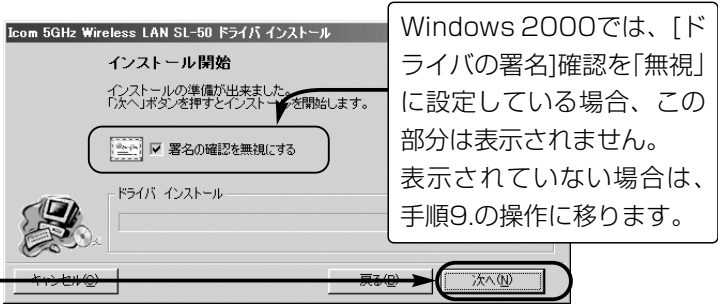 Icom 5GHz Wireless LAN SL-50 ドライバ インストール
インストール開始
インストールの準備が出来ました。
「次へ」ボタンを押すとインストールを開始します。
署名の確認を無視にする
ドライバ インストール
キャンセル(C)
戻る(B)
次へ(N)
Windows 2000では、[ド
ライバの署名]確認を「無視」
に設定している場合、この
部分は表示されません。
表示されていない場合は、
手順9.の操作に移ります。